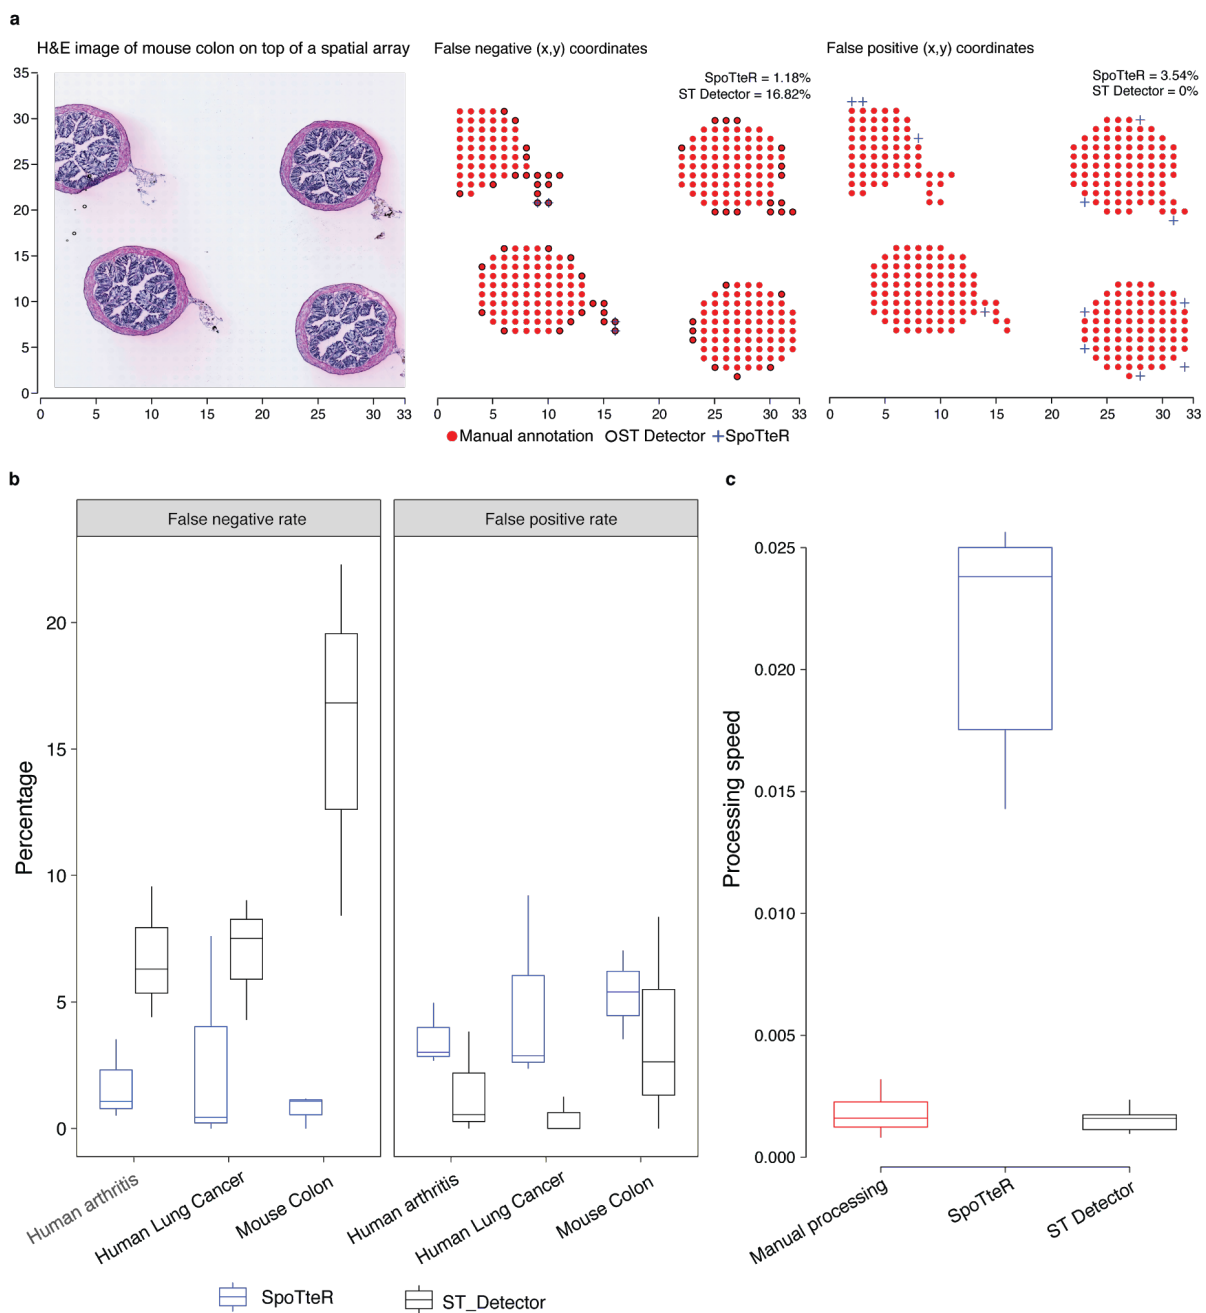 a
H&E image of mouse colon on top of a spatial array
False negative (x,y) coordinates
False positive (x,y) coordinates
SpoTteR = 1.18%
ST Detector = 16.82%
SpoTteR = 3.54%
ST Detector = 0%
35
30
25
20
15
10
5
0
0 5 10 15 20 25 30 33
0 5 10 15 20 25 30 33
0 5 10 15 20 25 30 33
Manual annotation ST Detector SpoTteR
b
False negative rate
False positive rate
Percentage
20
15
10
5
0
Human arthritis
Human Lung Cancer
Mouse Colon
Human arthritis
Human Lung Cancer
Mouse Colon
SpoTteR
ST_Detector
c
Processing speed
0.025
0.020
0.015
0.010
0.005
0.000
Manual processing
SpoTteR
ST Detector